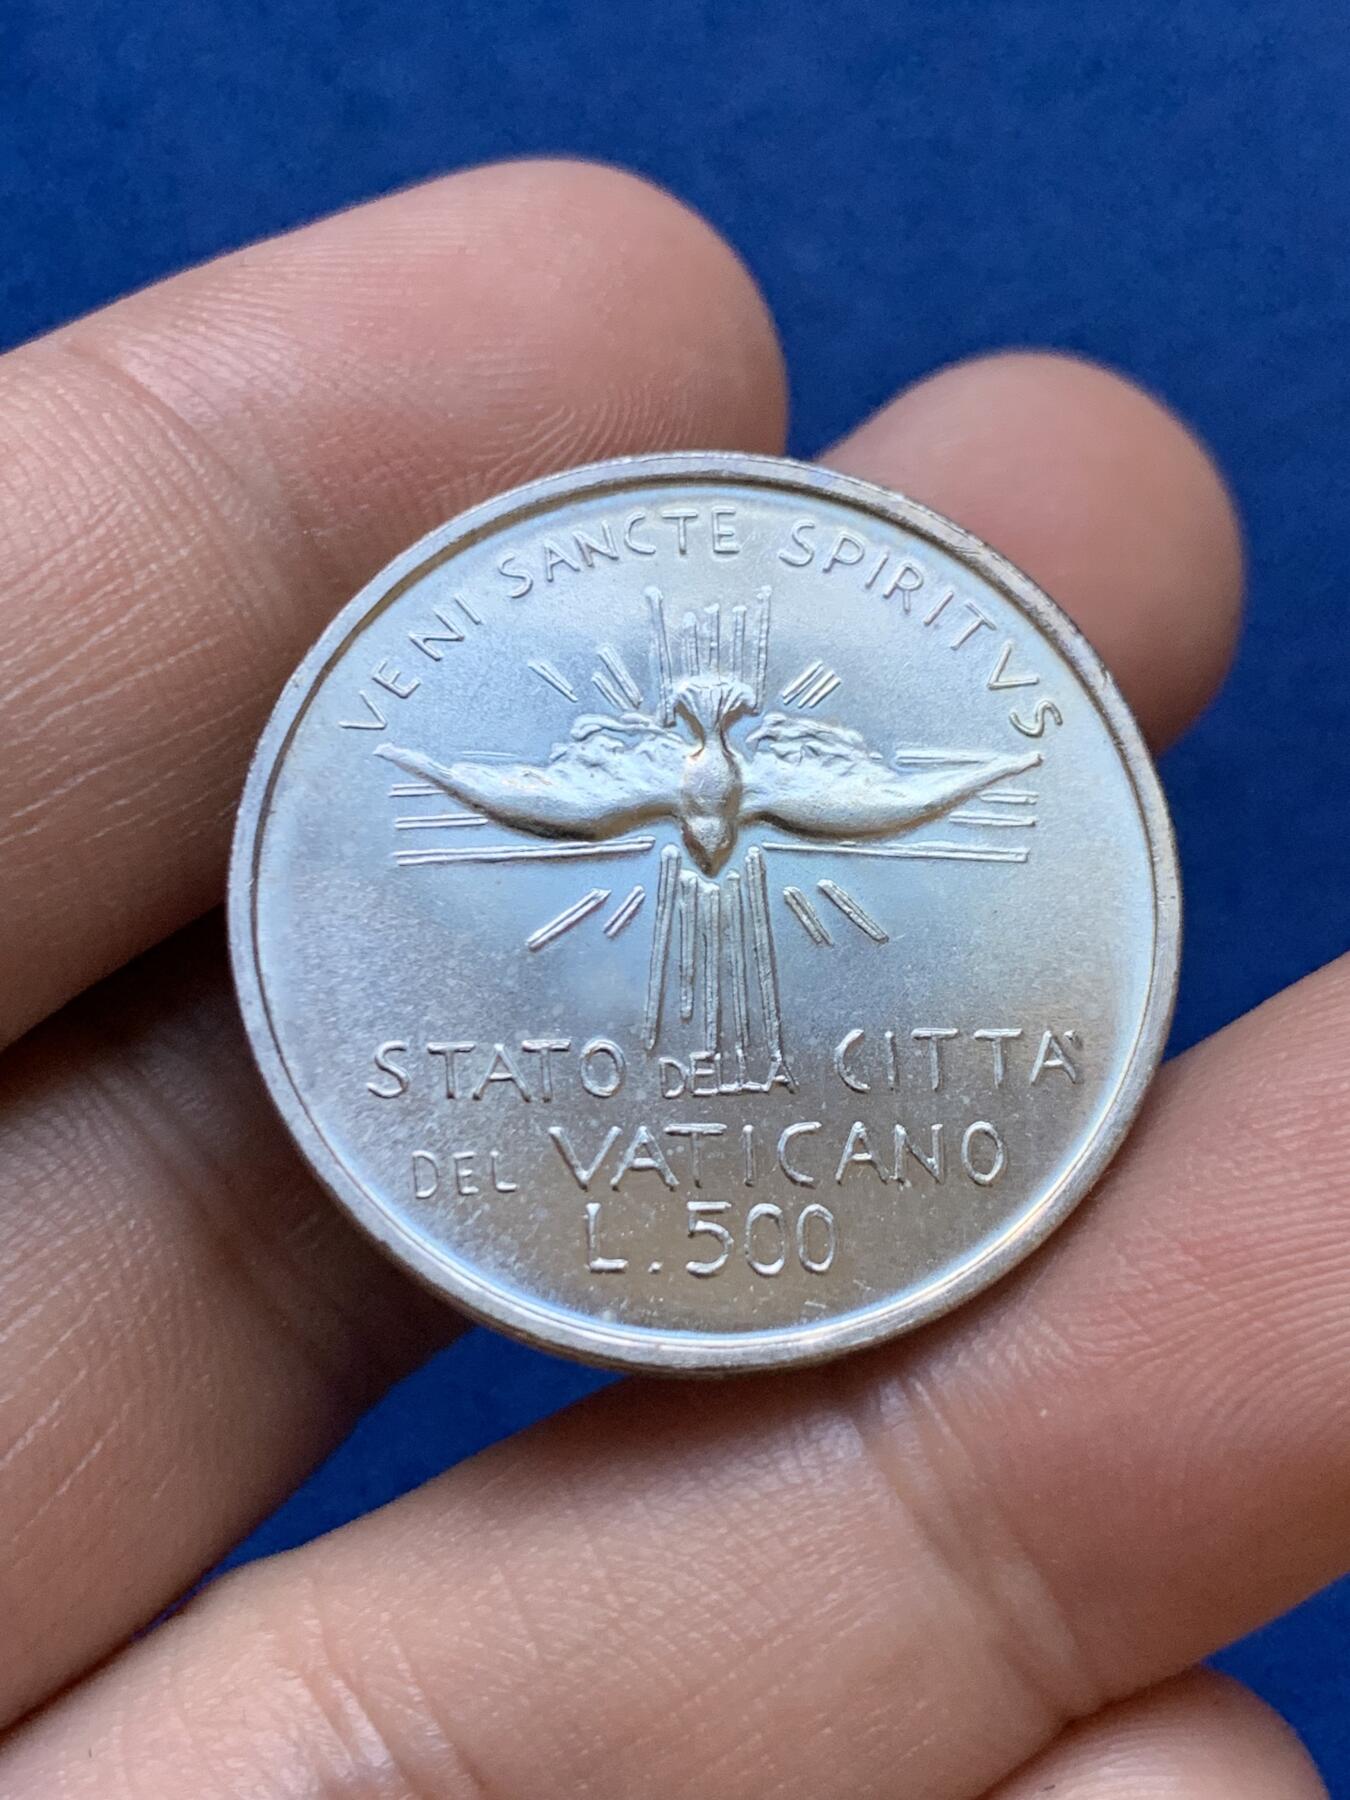 VENI SANCTE SPIRITVS
STATO DELLA CITTA'
DEL VATICANO
L.500